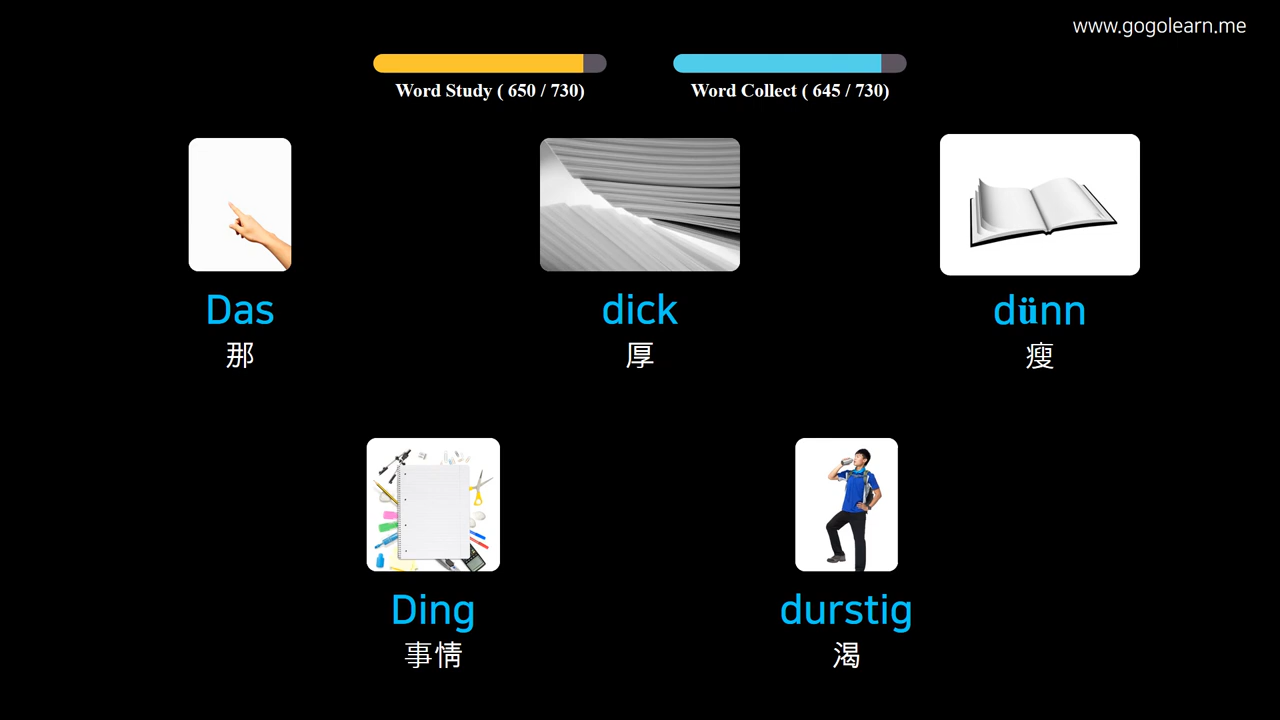 www.gogolearn.me
Word Study ( 650 / 730)
Word Collect ( 645 / 730)
Das
那
dick
厚
dünn
瘦
Ding
事情
durstig
渴